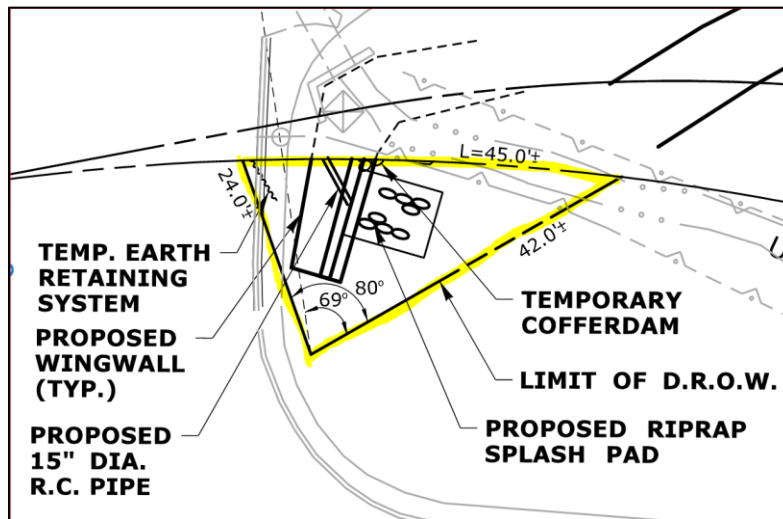 L=45.0'±
24.0'±
42.0'±
69° 80°
TEMP. EARTH
RETAINING
SYSTEM
PROPOSED
WINGWALL
(TYP.)
PROPOSED
15" DIA.
R.C. PIPE
TEMPORARY
COFFERDAM
LIMIT OF D.R.O.W.
PROPOSED RIPRAP
SPLASH PAD